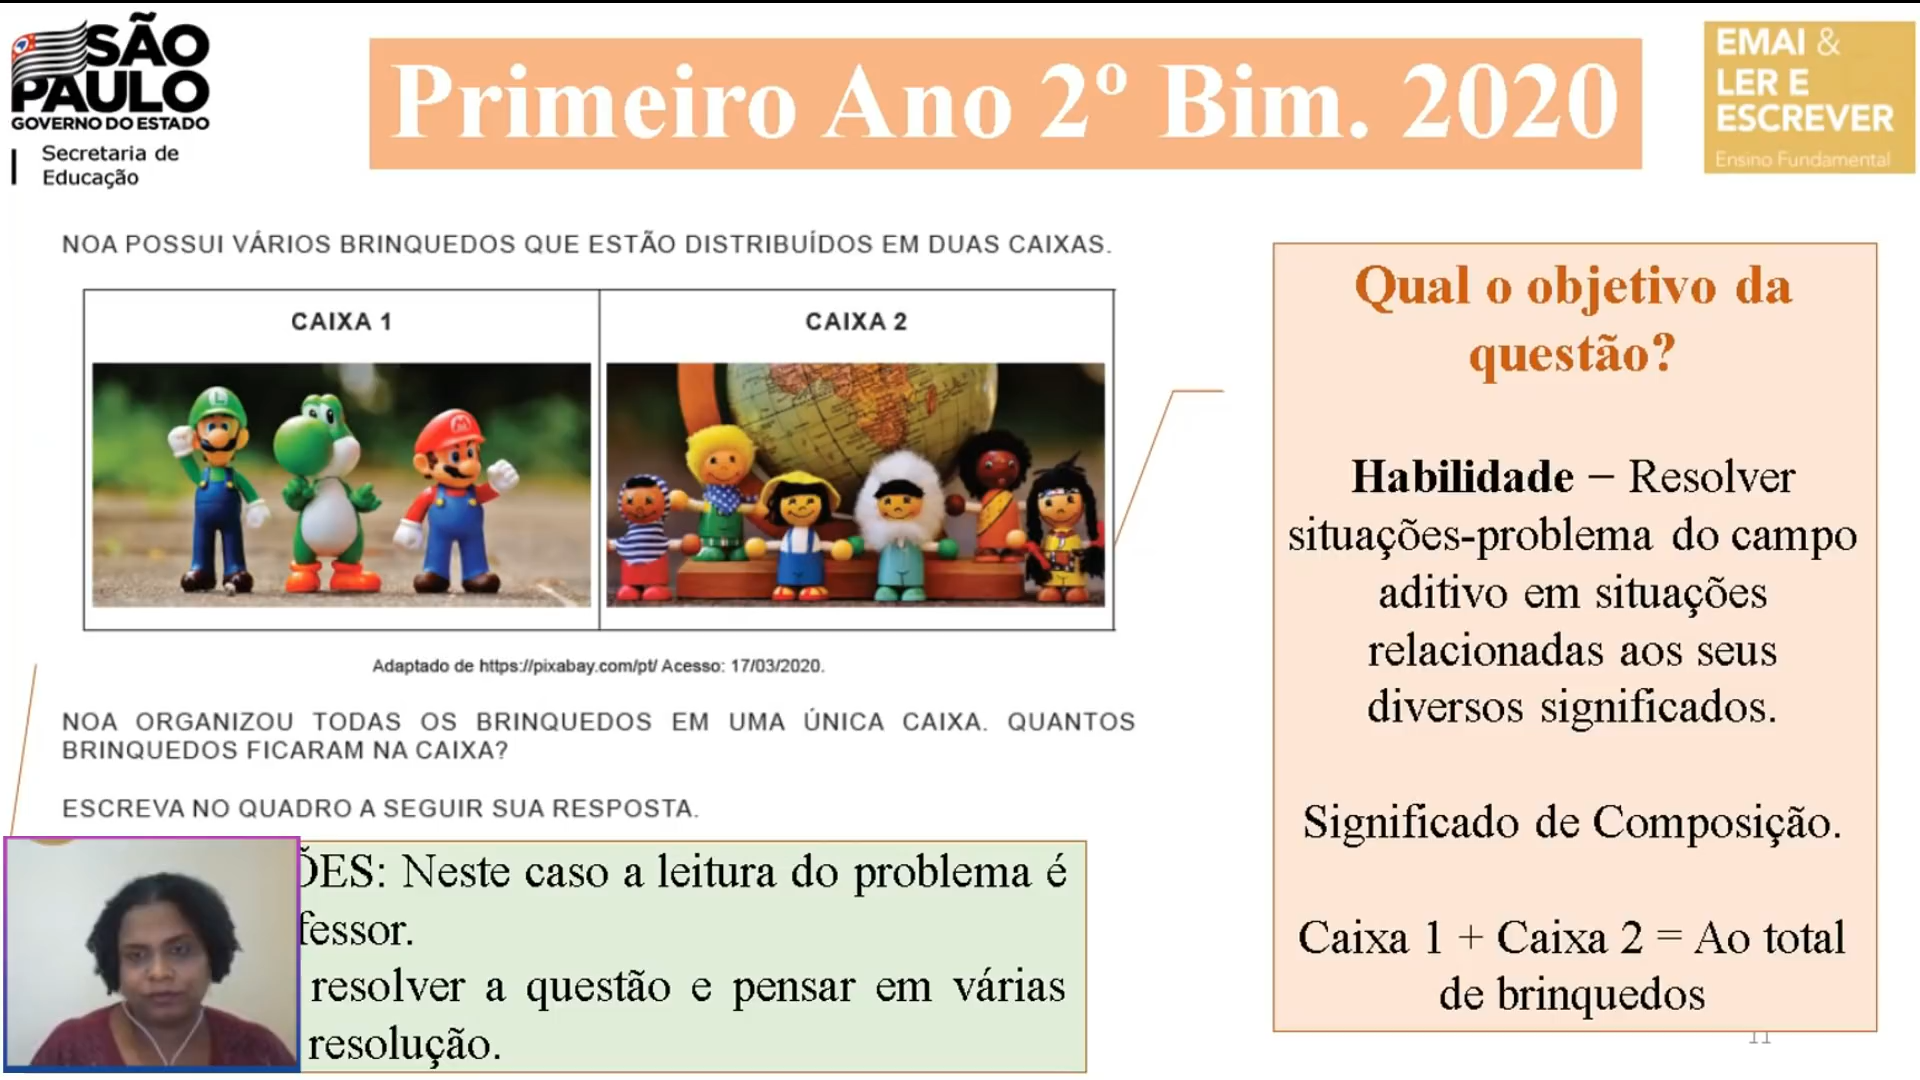 SÃO
PAULO
GOVERNO DO ESTADO
Secretaria de
Educação
Primeiro Ano 2º Bim. 2020
EMAI &
LER E
ESCREVER
Ensino Fundamental
NOA POSSUI VÁRIOS BRINQUEDOS QUE ESTÃO DISTRIBUÍDOS EM DUAS CAIXAS.
CAIXA 1
CAIXA 2
L
M
Adaptado de https://pixabay.com/pt/ Acesso: 17/03/2020.
NOA ORGANIZOU TODAS OS BRINQUEDOS EM UMA ÚNICA CAIXA. QUANTOS
BRINQUEDOS FICARAM NA CAIXA?
ESCREVA NO QUADRO A SEGUIR SUA RESPOSTA.
ÕES: Neste caso a leitura do problema é
fessor.
resolver a questão e pensar em várias
resolução.
Qual o objetivo da
questão?
Habilidade – Resolver
situações-problema do campo
aditivo em situações
relacionadas aos seus
diversos significados.
Significado de Composição.
Caixa 1 + Caixa 2 = Ao total
de brinquedos
11